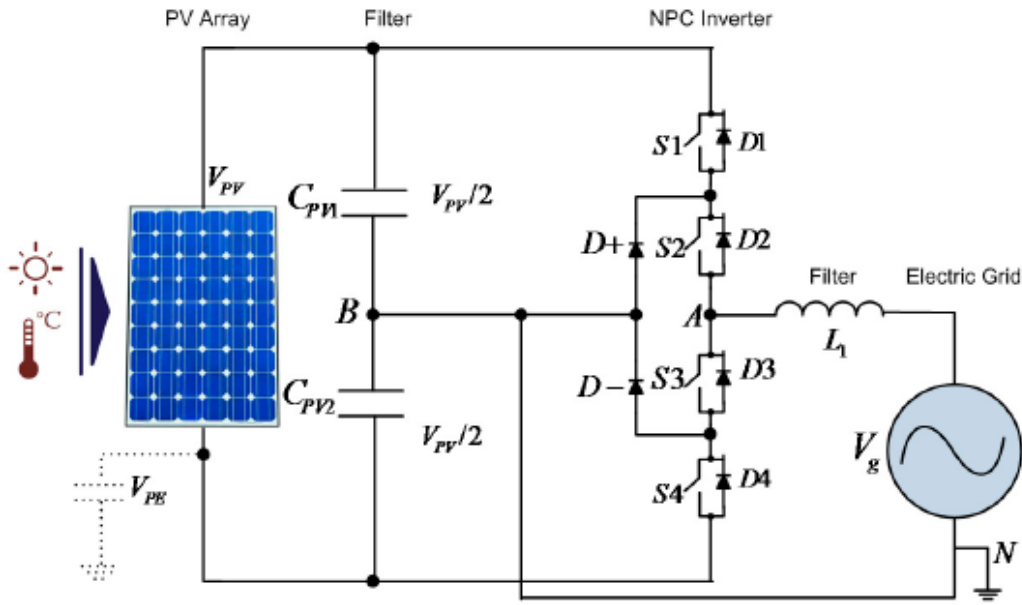 PV Array
Filter
NPC Inverter
V_PV
C_PV1
V_PV/2
S1
D1
D+
S2
D2
°C
B
A
Filter
Electric Grid
L_1
C_PV2
V_PV/2
D−
S3
D3
V_g
V_PE
S4
D4
N